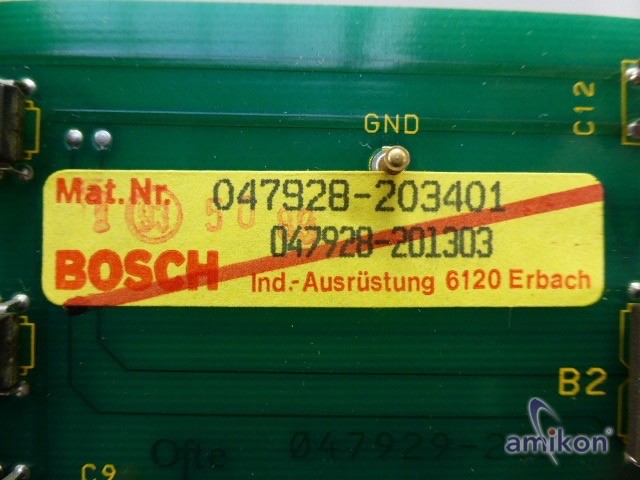 C12
GND
Mat.Nr. 047928-203401
047928-201303
BOSCH Ind.-Ausrüstung 6120 Erbach
B2
amikon
047929-2
C9